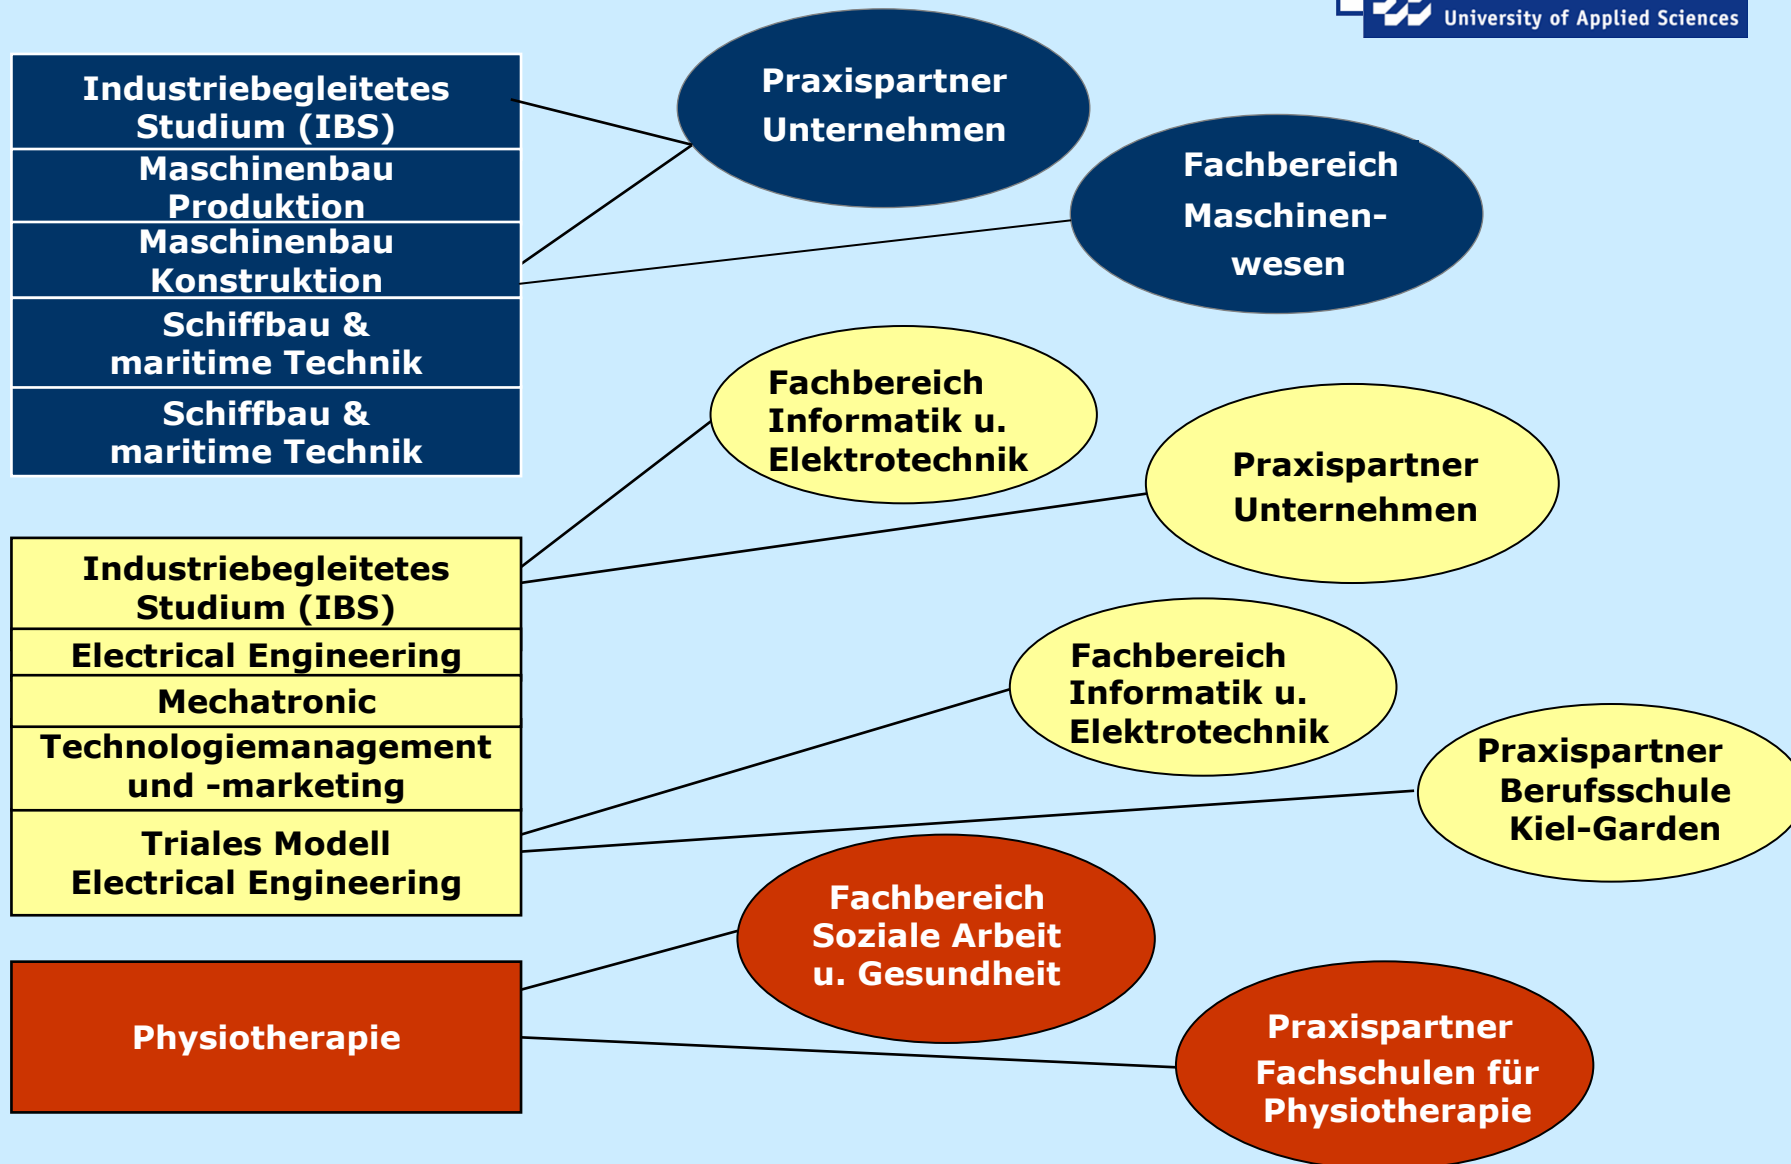 University of Applied Sciences
Industriebegleitetes
Studium (IBS)
Maschinenbau
Produktion
Maschinenbau
Konstruktion
Schiffbau &
maritime Technik
Schiffbau &
maritime Technik
Praxispartner
Unternehmen
Fachbereich
Maschinen-
wesen
Fachbereich
Informatik u.
Elektrotechnik
Praxispartner
Unternehmen
Industriebegleitetes
Studium (IBS)
Electrical Engineering
Mechatronic
Technologiemanagement
und -marketing
Triales Modell
Electrical Engineering
Fachbereich
Informatik u.
Elektrotechnik
Praxispartner
Berufsschule
Kiel-Garden
Fachbereich
Soziale Arbeit
u. Gesundheit
Physiotherapie
Praxispartner
Fachschulen für
Physiotherapie